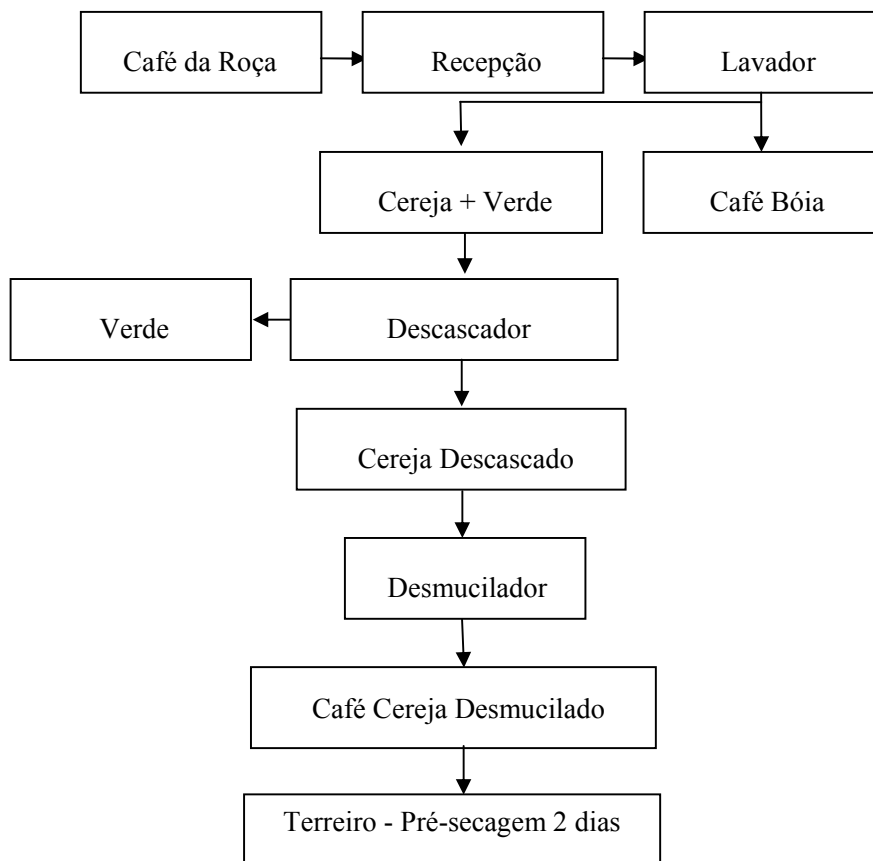 Café da Roça
Recepção
Lavador
Cereja + Verde
Café Bóia
Verde
Descascador
Cereja Descascado
Desmucilador
Café Cereja Desmucilado
Terreiro - Pré-secagem 2 dias